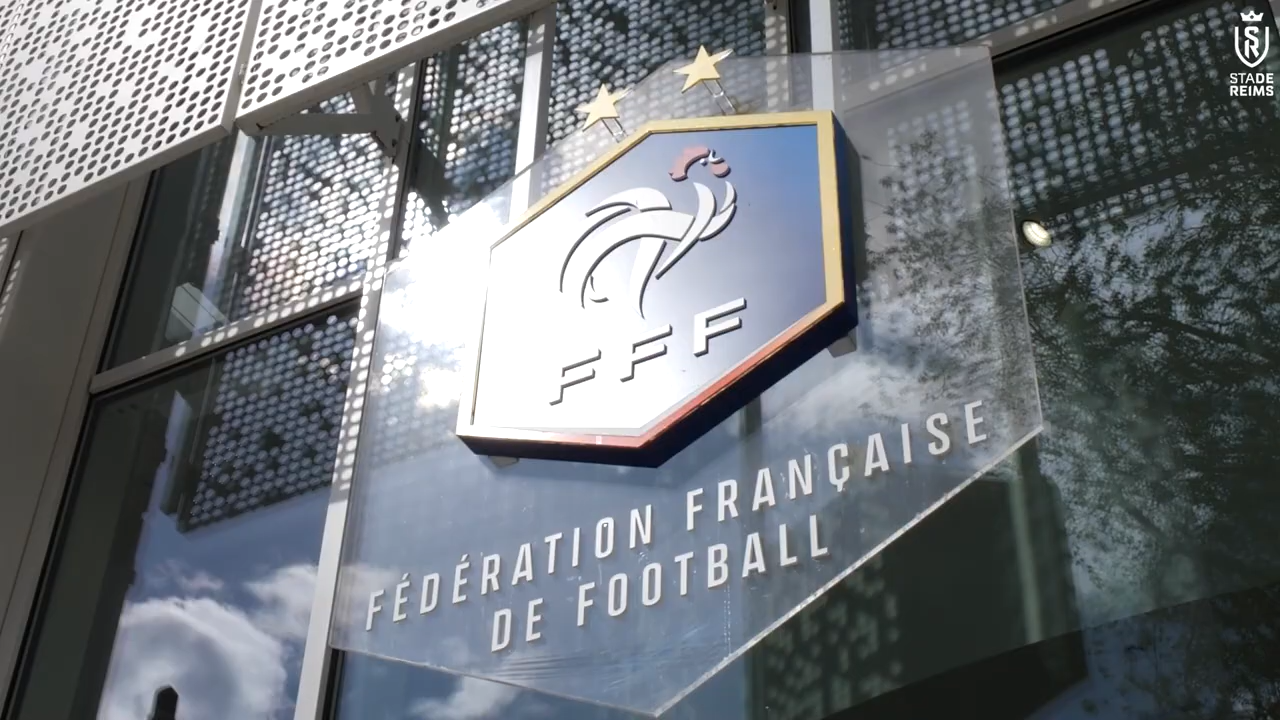 STADE
REIMS
FFF
FÉDÉRATION FRANÇAISE
DE FOOTBALL